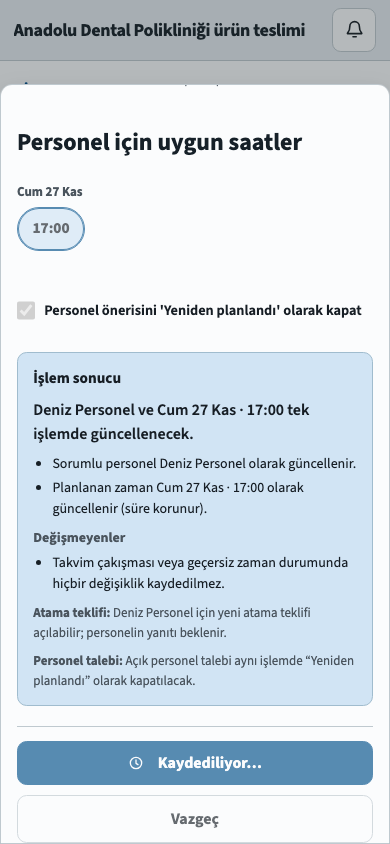 Anadolu Dental Polikliniği ürün teslimi
Personel için uygun saatler
Cum 27 Kas
17:00
Personel önerisini 'Yeniden planlandı' olarak kapat
İşlem sonucu
Deniz Personel ve Cum 27 Kas · 17:00 tek
işlemde güncellenecek.
• Sorumlu personel Deniz Personel olarak güncellenir.
• Planlanan zaman Cum 27 Kas · 17:00 olarak
güncellenir (süre korunur).
Değişmeyenler
• Takvim çakışması veya geçersiz zaman durumunda
hiçbir değişiklik kaydedilmez.
Atama teklifi: Deniz Personel için yeni atama teklifi
açılabilir; personelin yanıtı beklenir.
Personel talebi: Açık personel talebi aynı işlemde “Yeniden
planlandı” olarak kapatılacak.
Kaydediliyor…
Vazgeç